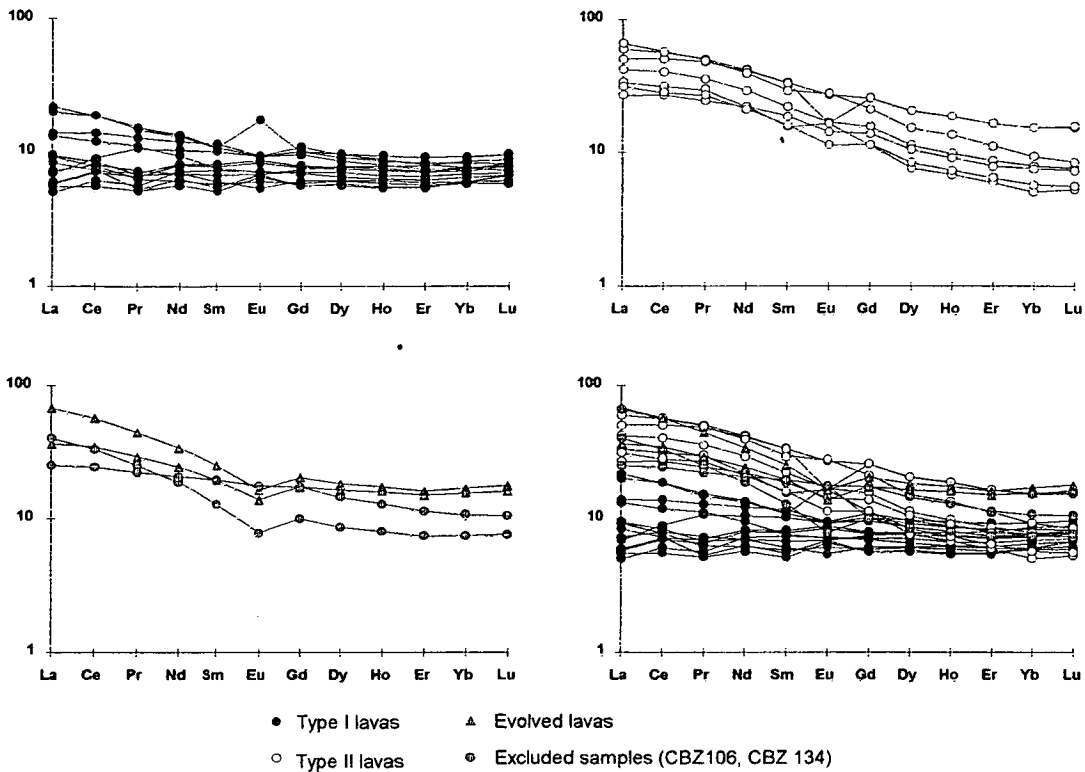 100
10
1
La Ce Pr Nd Sm Eu Gd Dy Ho Er Yb Lu
100
10
1
La Ce Pr Nd Sm Eu Gd Dy Ho Er Yb Lu
100
10
1
La Ce Pr Nd Sm Eu Gd Dy Ho Er Yb Lu
100
10
1
La Ce Pr Nd Sm Eu Gd Dy Ho Er Yb Lu
Type I lavas
Evolved lavas
Type II lavas
Excluded samples (CBZ106, CBZ 134)